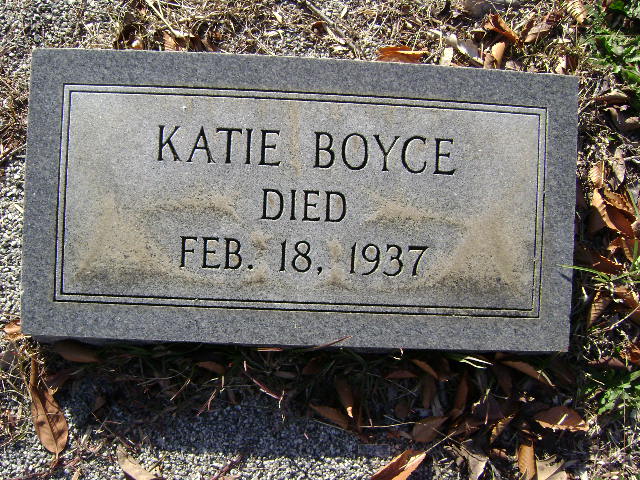 KATIE BOYCE
DIED
FEB. 18, 1937